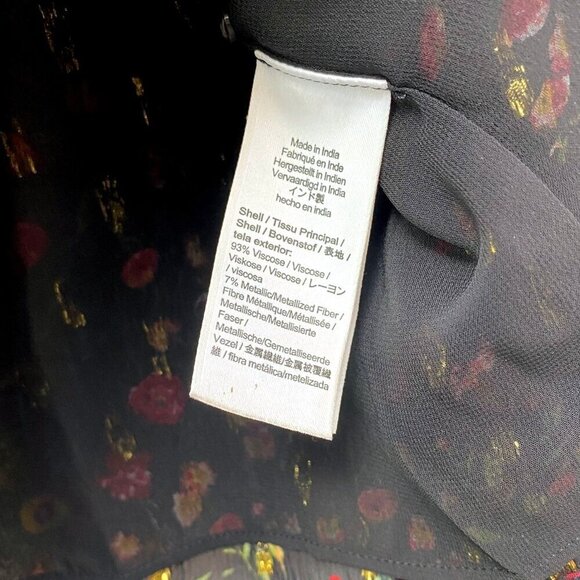 Made in India
Fabriqué en Inde
Hergestellt in Indien
Vervaardigd in India
インド製
hecho en india
Shell / Tissu Principal /
Shell / Bovenstof / 表地 /
tela exterior:
93% Viscose / Viscose /
Viskose / Viscose / レーヨン
/ viscosa
7% Metallic/Metallized Fiber /
Fibre Métallique/Métallisée /
Metallische/Metallisierte
Faser /
Metallische/Gemetalliseerde
Vezel / 金属繊維/金属被覆繊
維 / fibra metálica/metelizada